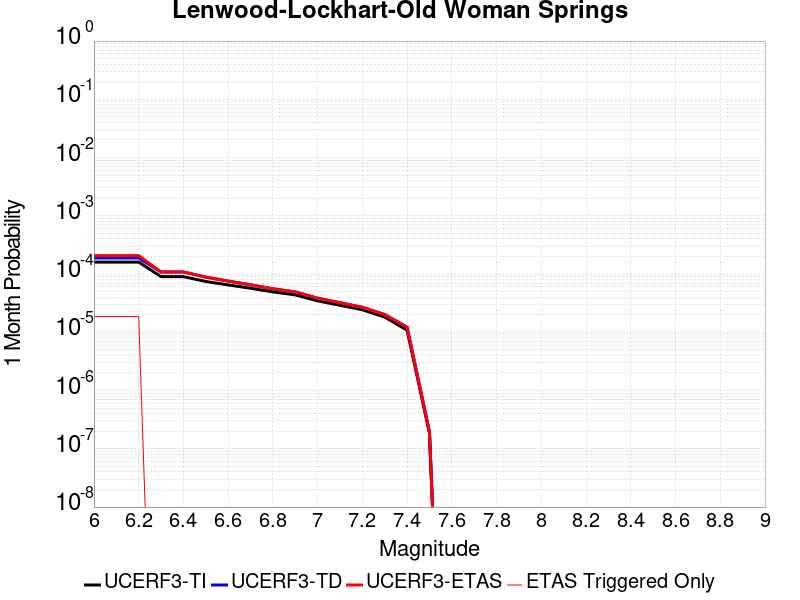 Lenwood-Lockhart-Old Woman Springs
10^0
10^-1
10^-2
10^-3
10^-4
10^-5
10^-6
10^-7
10^-8
1 Month Probability
6 6.2 6.4 6.6 6.8 7 7.2 7.4 7.6 7.8 8 8.2 8.4 8.6 8.8 9
Magnitude
UCERF3-TI UCERF3-TD UCERF3-ETAS ETAS Triggered Only